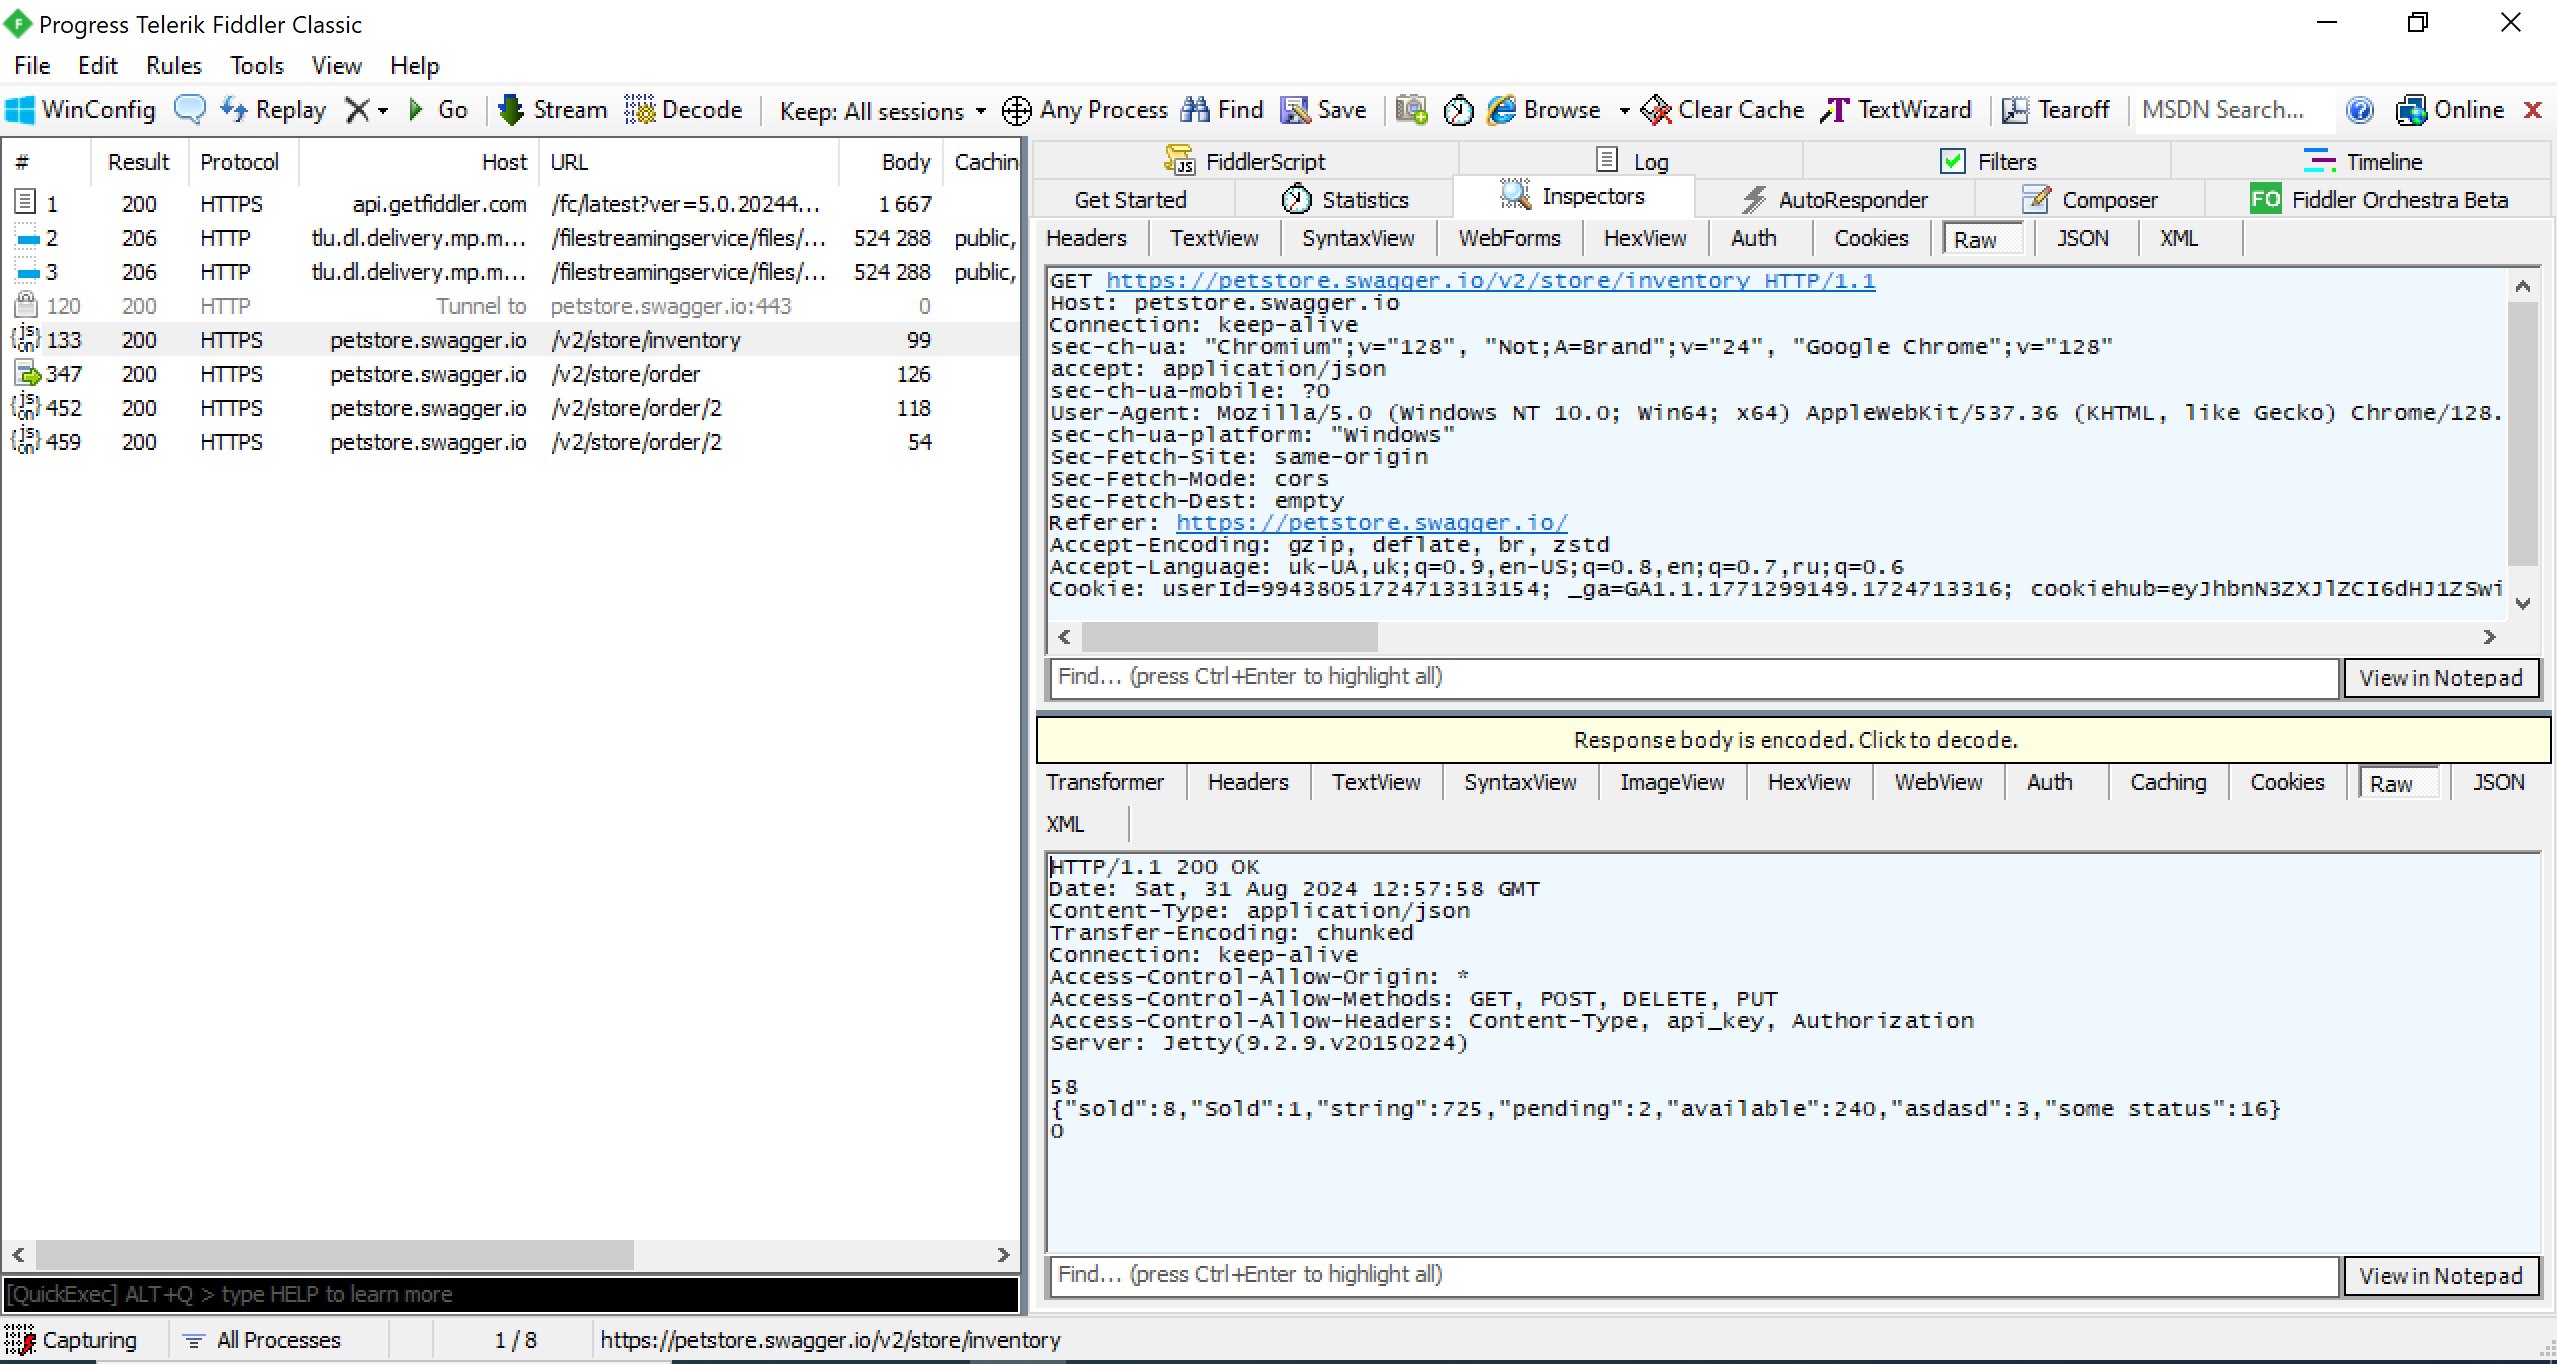 Progress Telerik Fiddler Classic
File Edit Rules Tools View Help
WinConfig Replay Go Stream Decode Keep: All sessions Any Process Find Save Browse Clear Cache TextWizard Tearoff MSDN Search... Online
# Result Protocol Host URL Body Cachin
1 200 HTTPS api.getfiddler.com /fc/latest?ver=5.0.20244... 1 667
2 206 HTTP tlu.dl.delivery.mp.m... /filestreamingservice/files/... 524 288 public,
3 206 HTTP tlu.dl.delivery.mp.m... /filestreamingservice/files/... 524 288 public,
120 200 HTTP Tunnel to petstore.swagger.io:443 0
133 200 HTTPS petstore.swagger.io /v2/store/inventory 99
347 200 HTTPS petstore.swagger.io /v2/store/order 126
452 200 HTTPS petstore.swagger.io /v2/store/order/2 118
459 200 HTTPS petstore.swagger.io /v2/store/order/2 54
[QuickExec] ALT+Q > type HELP to learn more
FiddlerScript Log Filters Timeline
Get Started Statistics Inspectors AutoResponder Composer FO Fiddler Orchestra Beta
Headers TextView SyntaxView WebForms HexView Auth Cookies Raw JSON XML
GET https://petstore.swagger.io/v2/store/inventory HTTP/1.1
Host: petstore.swagger.io
Connection: keep-alive
sec-ch-ua: "Chromium";v="128", "Not;A=Brand";v="24", "Google Chrome";v="128"
accept: application/json
sec-ch-ua-mobile: ?0
User-Agent: Mozilla/5.0 (Windows NT 10.0; Win64; x64) AppleWebKit/537.36 (KHTML, like Gecko) Chrome/128.
sec-ch-ua-platform: "Windows"
Sec-Fetch-Site: same-origin
Sec-Fetch-Mode: cors
Sec-Fetch-Dest: empty
Referer: https://petstore.swagger.io/
Accept-Encoding: gzip, deflate, br, zstd
Accept-Language: uk-UA,uk;q=0.9,en-US;q=0.8,en;q=0.7,ru;q=0.6
Cookie: userId=99438051724713313154; _ga=GA1.1.1771299149.1724713316; cookiehub=eyJhbnN3ZXJlZCI6dHJ1ZSwi
Find... (press Ctrl+Enter to highlight all) View in Notepad
Response body is encoded. Click to decode.
Transformer Headers TextView SyntaxView ImageView HexView WebView Auth Caching Cookies Raw JSON
XML
HTTP/1.1 200 OK
Date: Sat, 31 Aug 2024 12:57:58 GMT
Content-Type: application/json
Transfer-Encoding: chunked
Connection: keep-alive
Access-Control-Allow-Origin: *
Access-Control-Allow-Methods: GET, POST, DELETE, PUT
Access-Control-Allow-Headers: Content-Type, api_key, Authorization
Server: Jetty(9.2.9.v20150224)
58
{"sold":8,"Sold":1,"string":725,"pending":2,"available":240,"asdasd":3,"some status":16}
0
Find... (press Ctrl+Enter to highlight all) View in Notepad
Capturing All Processes 1 / 8 https://petstore.swagger.io/v2/store/inventory